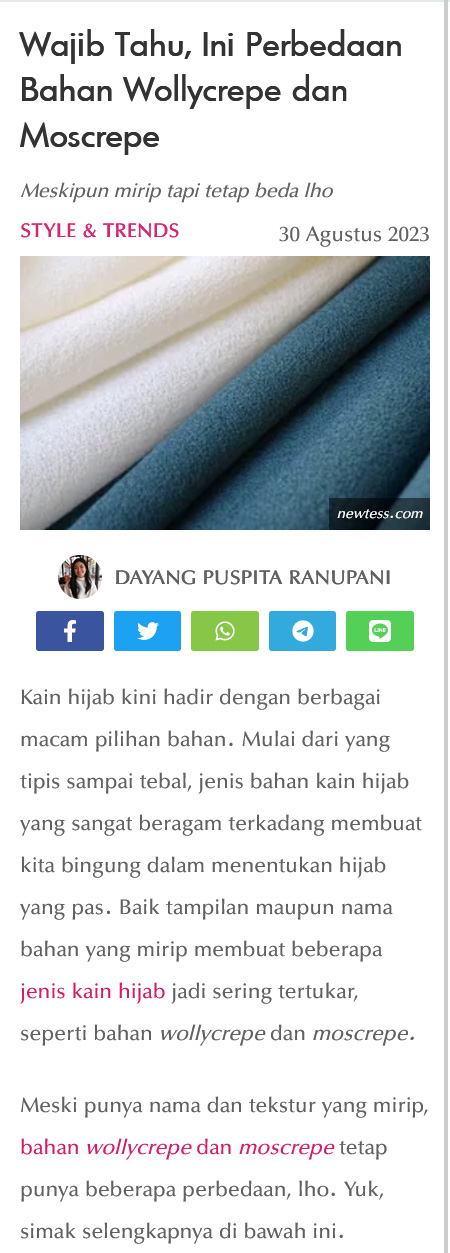 Wajib Tahu, Ini Perbedaan
Bahan Wollycrepe dan
Moscrepe
Meskipun mirip tapi tetap beda lho
STYLE & TRENDS
30 Agustus 2023
newtess.com
DAYANG PUSPITA RANUPANI
LINE
Kain hijab kini hadir dengan berbagai
macam pilihan bahan. Mulai dari yang
tipis sampai tebal, jenis bahan kain hijab
yang sangat beragam terkadang membuat
kita bingung dalam menentukan hijab
yang pas. Baik tampilan maupun nama
bahan yang mirip membuat beberapa
jenis kain hijab jadi sering tertukar,
seperti bahan wollycrepe dan moscrepe.
Meski punya nama dan tekstur yang mirip,
bahan wollycrepe dan moscrepe tetap
punya beberapa perbedaan, lho. Yuk,
simak selengkapnya di bawah ini.